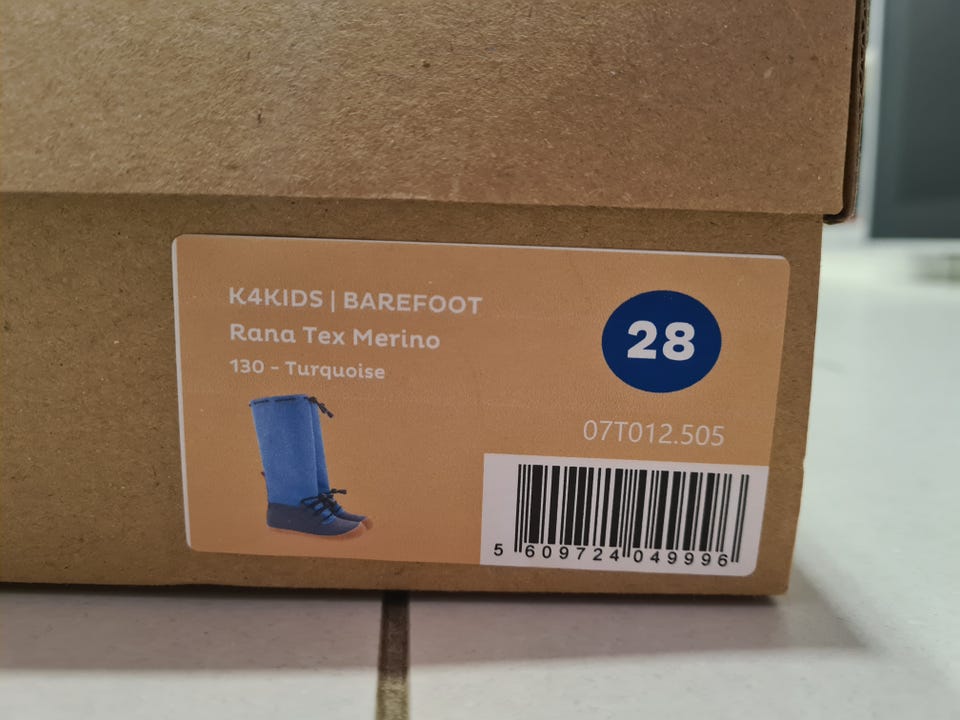 K4KIDS | BAREFOOT
Rana Tex Merino
130 - Turquoise
28
07T012.505
5 609724 049996